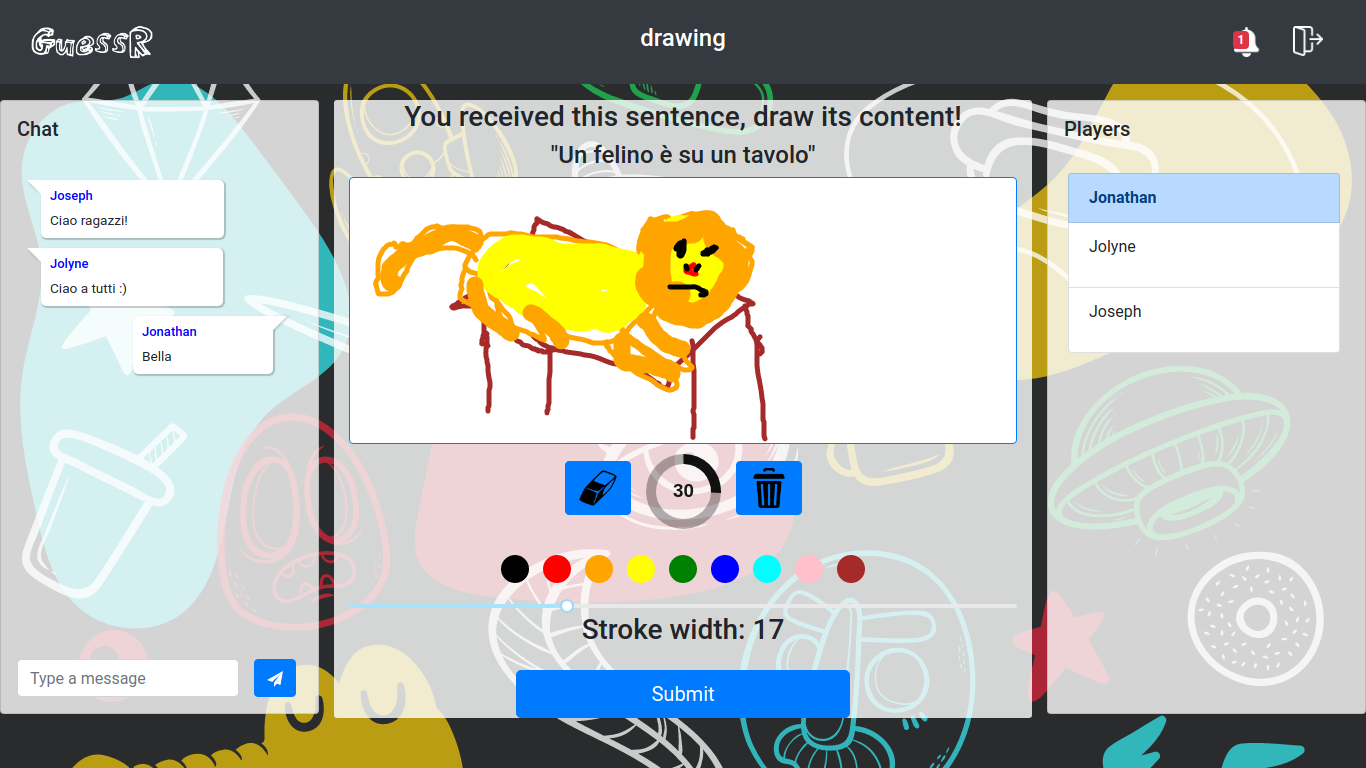 GuessR
drawing
1
Chat
Joseph
Ciao ragazzi!
Jolyne
Ciao a tutti :)
Jonathan
Bella
Type a message
You received this sentence, draw its content!
"Un felino è su un tavolo"
30
Stroke width: 17
Submit
Players
Jonathan
Jolyne
Joseph